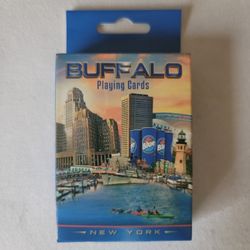 BUFFALO
Playing Cards
NEW YORK